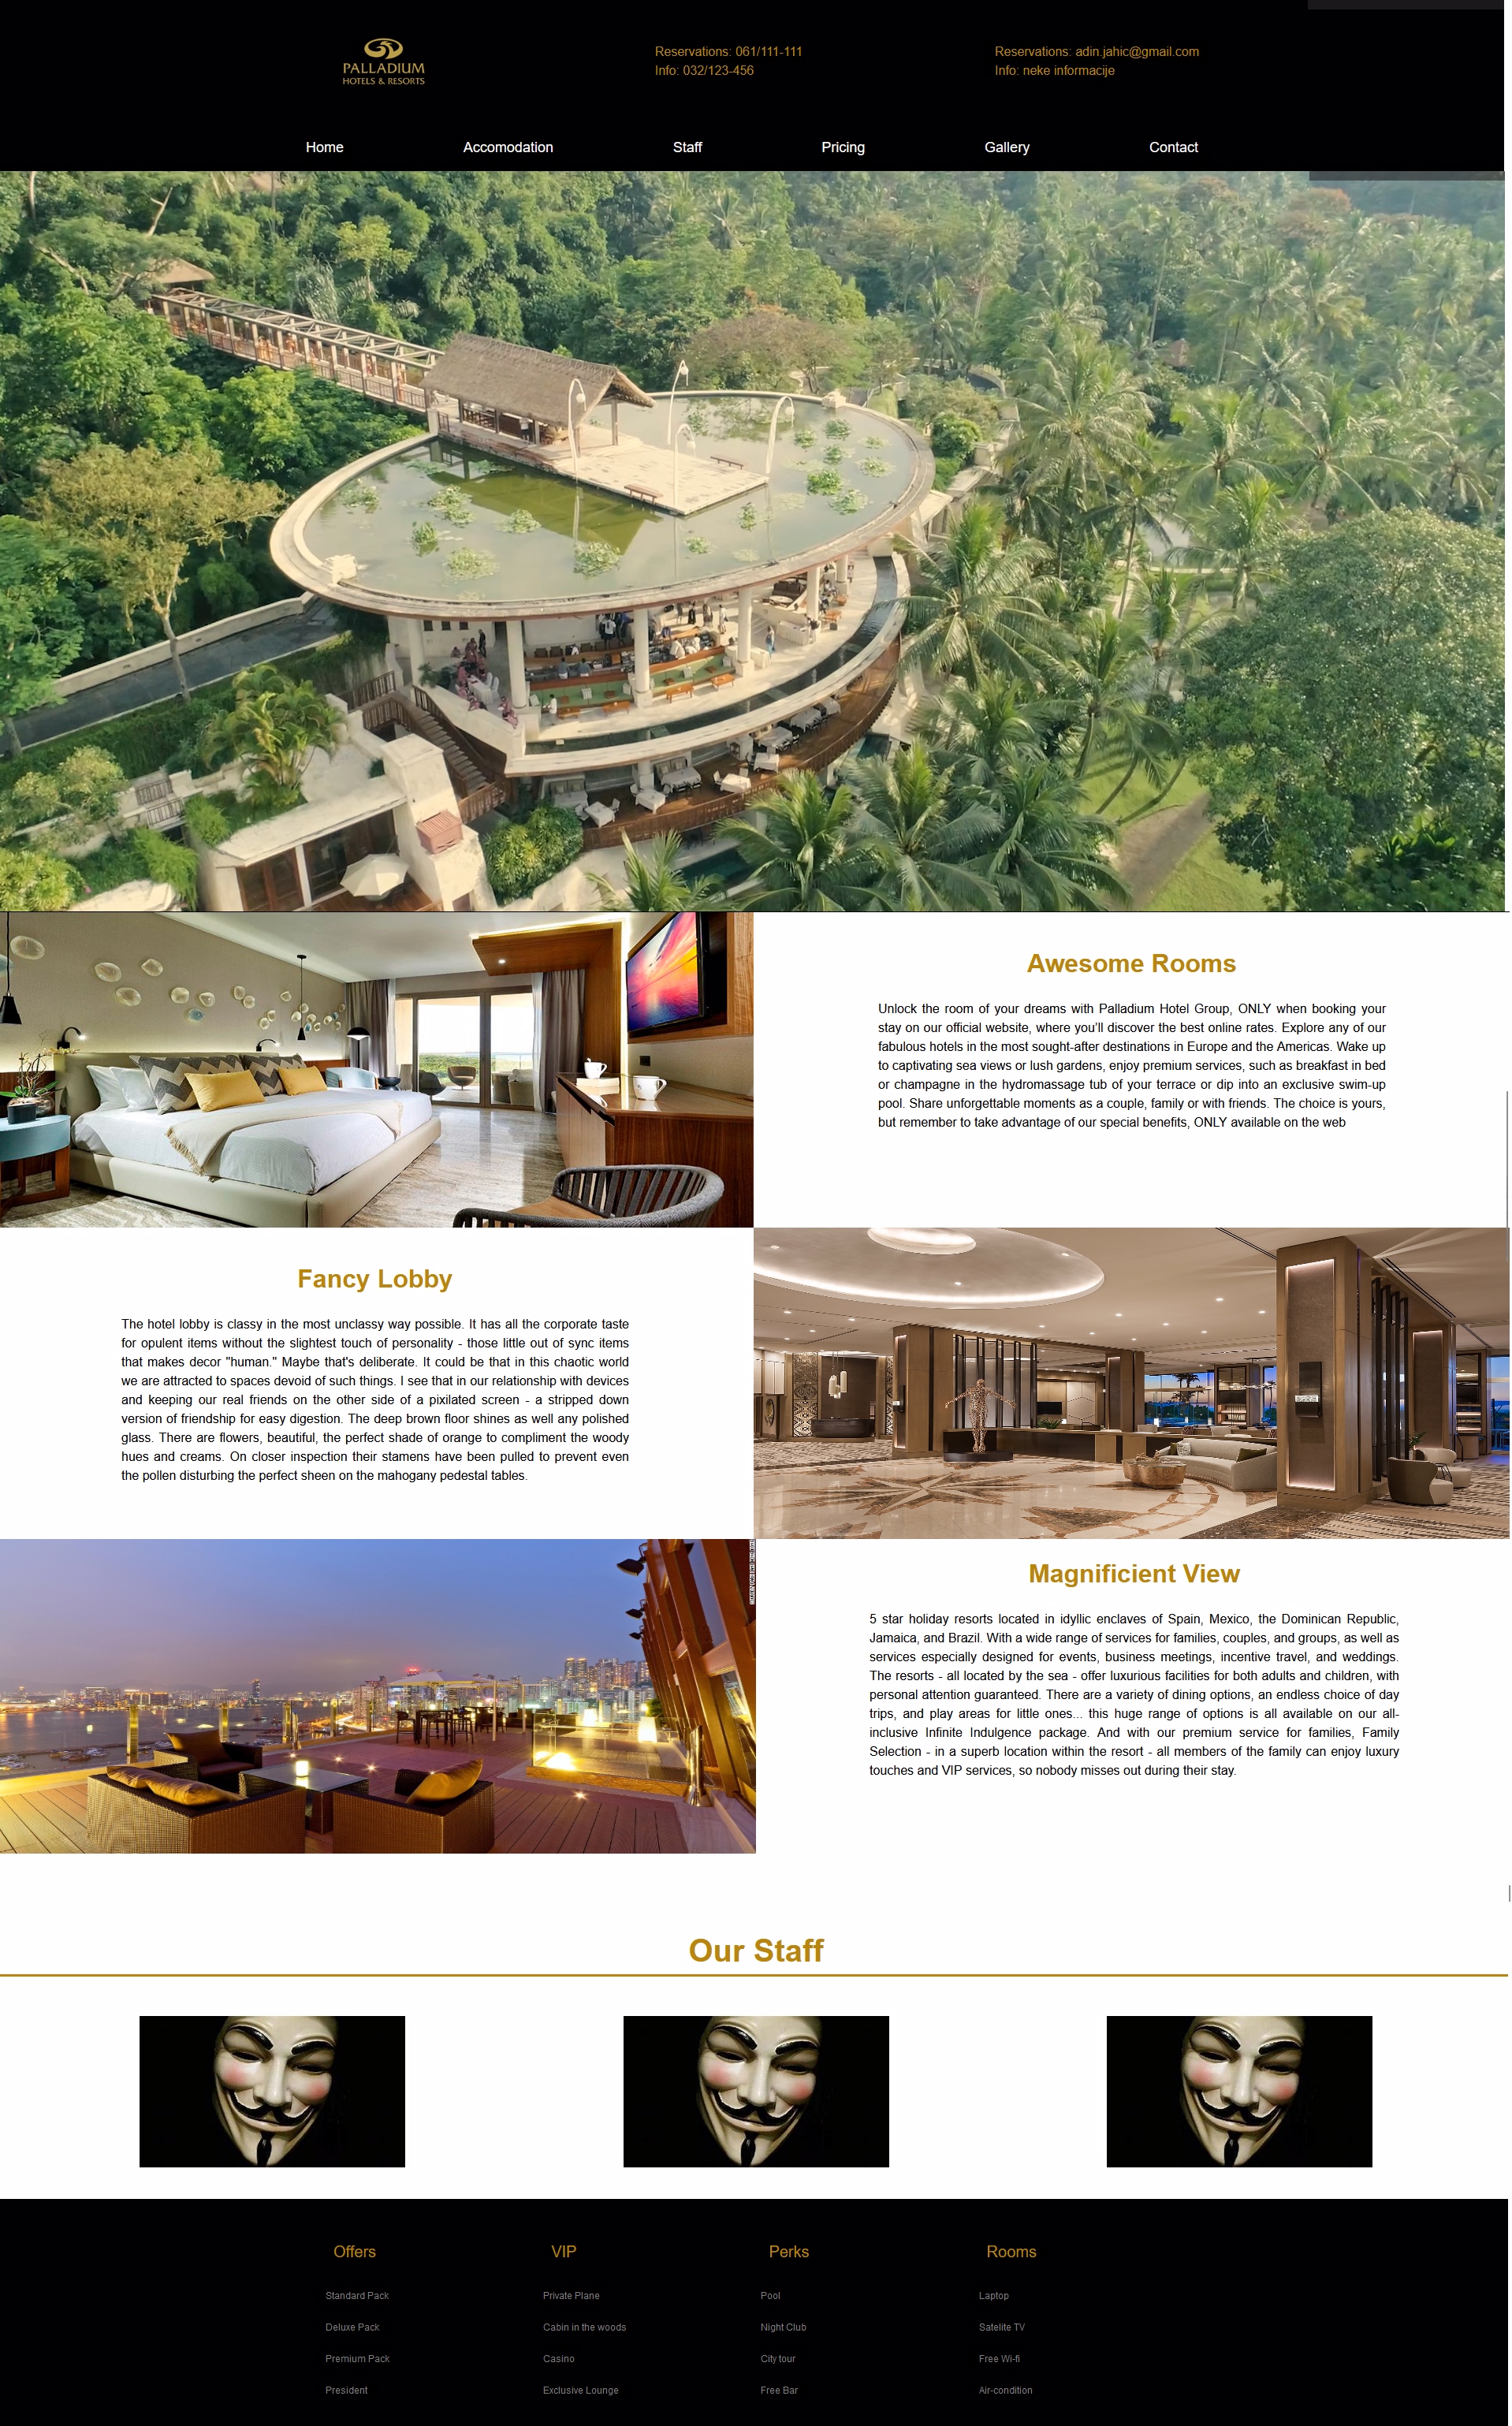 PALLADIUM
HOTELS & RESORTS
Reservations: 061/111-111
Info: 032/123-456
Reservations: adin.jahic@gmail.com
Info: neke informacije
Home Accomodation Staff Pricing Gallery Contact
Awesome Rooms
Unlock the room of your dreams with Palladium Hotel Group, ONLY when booking your
stay on our official website, where you'll discover the best online rates. Explore any of our
fabulous hotels in the most sought-after destinations in Europe and the Americas. Wake up
to captivating sea views or lush gardens, enjoy premium services, such as breakfast in bed
or champagne in the hydromassage tub of your terrace or dip into an exclusive swim-up
pool. Share unforgettable moments as a couple, family or with friends. The choice is yours,
but remember to take advantage of our special benefits, ONLY available on the web
Fancy Lobby
The hotel lobby is classy in the most unclassy way possible. It has all the corporate taste
for opulent items without the slightest touch of personality - those little out of sync items
that makes decor "human." Maybe that's deliberate. It could be that in this chaotic world
we are attracted to spaces devoid of such things. I see that in our relationship with devices
and keeping our real friends on the other side of a pixilated screen - a stripped down
version of friendship for easy digestion. The deep brown floor shines as well any polished
glass. There are flowers, beautiful, the perfect shade of orange to compliment the woody
hues and creams. On closer inspection their stamens have been pulled to prevent even
the pollen disturbing the perfect sheen on the mahogany pedestal tables.
Magnificient View
5 star holiday resorts located in idyllic enclaves of Spain, Mexico, the Dominican Republic,
Jamaica, and Brazil. With a wide range of services for families, couples, and groups, as well as
services especially designed for events, business meetings, incentive travel, and weddings.
The resorts - all located by the sea - offer luxurious facilities for both adults and children, with
personal attention guaranteed. There are a variety of dining options, an endless choice of day
trips, and play areas for little ones... this huge range of options is all available on our all-
inclusive Infinite Indulgence package. And with our premium service for families, Family
Selection - in a superb location within the resort - all members of the family can enjoy luxury
touches and VIP services, so nobody misses out during their stay.
Our Staff
Offers
Standard Pack
Deluxe Pack
Premium Pack
President
VIP
Private Plane
Cabin in the woods
Casino
Exclusive Lounge
Perks
Pool
Night Club
City tour
Free Bar
Rooms
Laptop
Satelite TV
Free Wi-fi
Air-condition